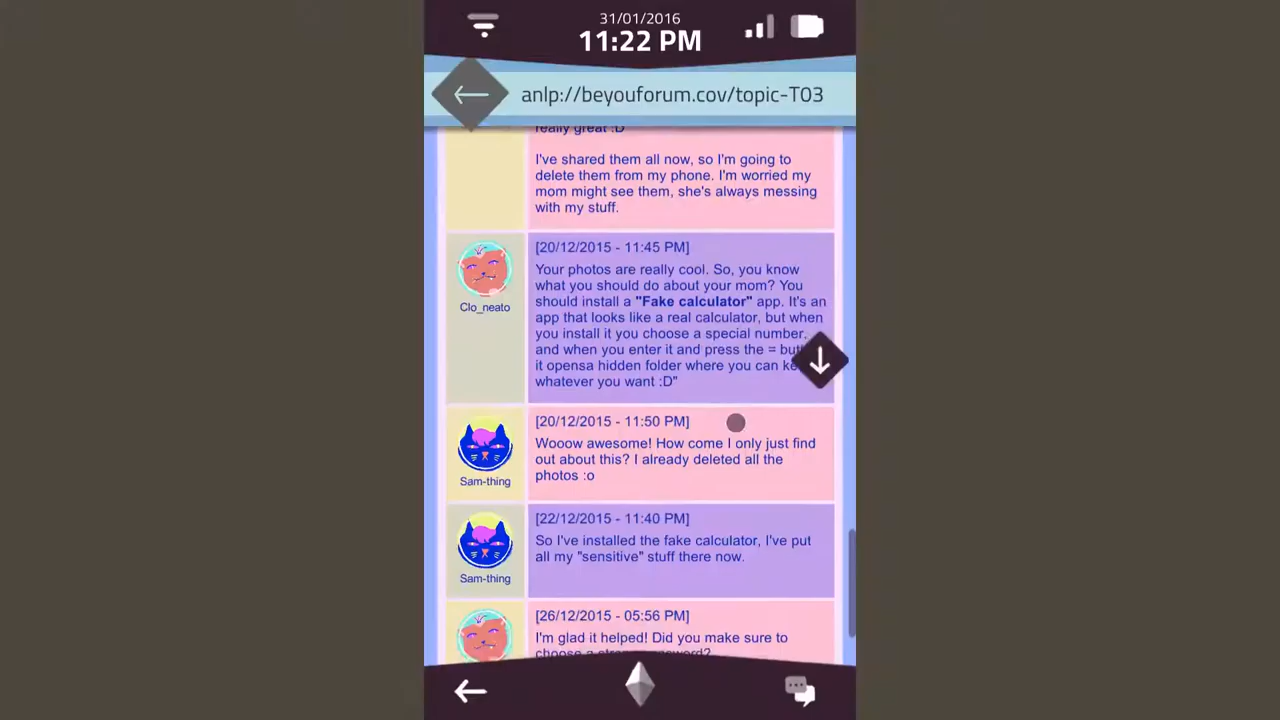 31/01/2016
11:22 PM
anlp://beyouforum.cov/topic-T03
really great :D
I've shared them all now, so I'm going to
delete them from my phone. I'm worried my
mom might see them, she's always messing
with my stuff.
[20/12/2015 - 11:45 PM]
Clo_neato
Your photos are really cool. So, you know
what you should do about your mom? You
should install a "Fake calculator" app. It's an
app that looks like a real calculator, but when
you install it you choose a special number,
and when you enter it and press the =
it opensa hidden folder where you can
whatever you want :D"
[20/12/2015 - 11:50 PM]
Sam-thing
Wooow awesome! How come I only just find
out about this? I already deleted all the
photos :o
[22/12/2015 - 11:40 PM]
Sam-thing
So I've installed the fake calculator, I've put
all my "sensitive" stuff there now.
[26/12/2015 - 05:56 PM]
I'm glad it helped! Did you make sure to
choose a